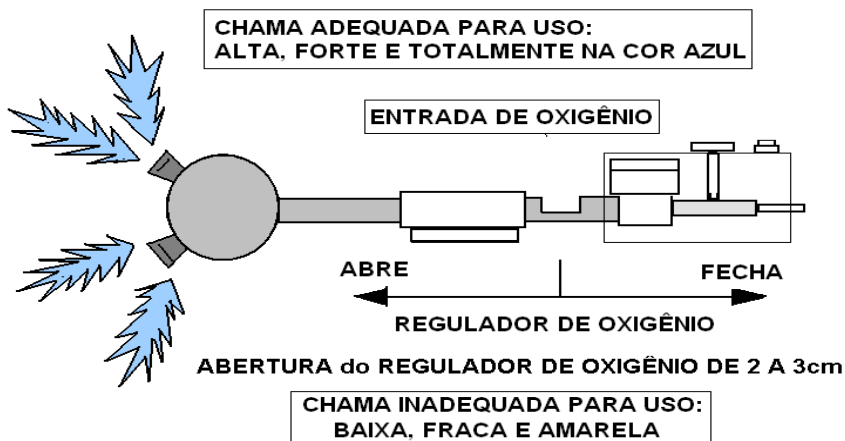 CHAMA ADEQUADA PARA USO:
ALTA, FORTE E TOTALMENTE NA COR AZUL
ENTRADA DE OXIGÊNIO
ABRE
FECHA
REGULADOR DE OXIGÊNIO
ABERTURA do REGULADOR DE OXIGÊNIO DE 2 A 3cm
CHAMA INADEQUADA PARA USO:
BAIXA, FRACA E AMARELA